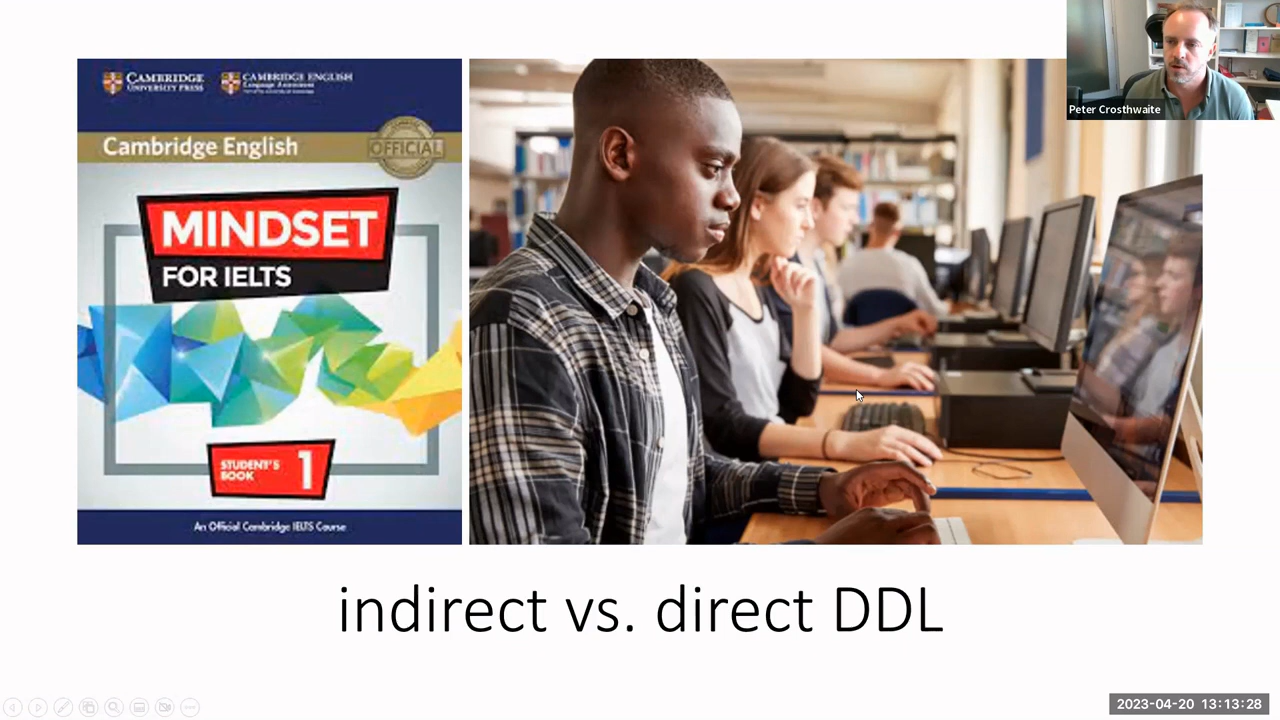 CAMBRIDGE
UNIVERSITY PRESS
CAMBRIDGE ENGLISH
Language Assessment
Cambridge English
OFFICIAL
MINDSET
FOR IELTS
STUDENT'S
BOOK
1
An Official Cambridge IELTS Course
Peter Crosthwaite
indirect vs. direct DDL
2023-04-20 13:13:28